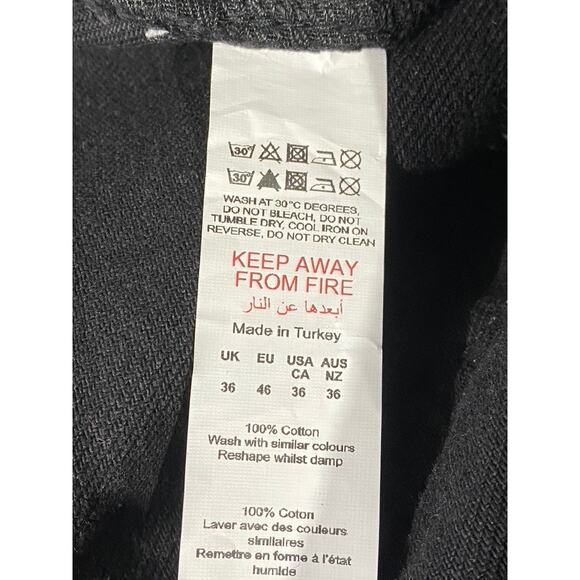 30°
30°
WASH AT 30°C DEGREES,
DO NOT BLEACH, DO NOT
TUMBLE DRY, COOL IRON ON
REVERSE, DO NOT DRY CLEAN
KEEP AWAY
FROM FIRE
أبعدها عن النار
Made in Turkey
UK EU USA AUS
CA NZ
36 46 36 36
100% Cotton
Wash with similar colours
Reshape whilst damp
100% Coton
Laver avec des couleurs
similaires
Remettre en forme à l'état
humide